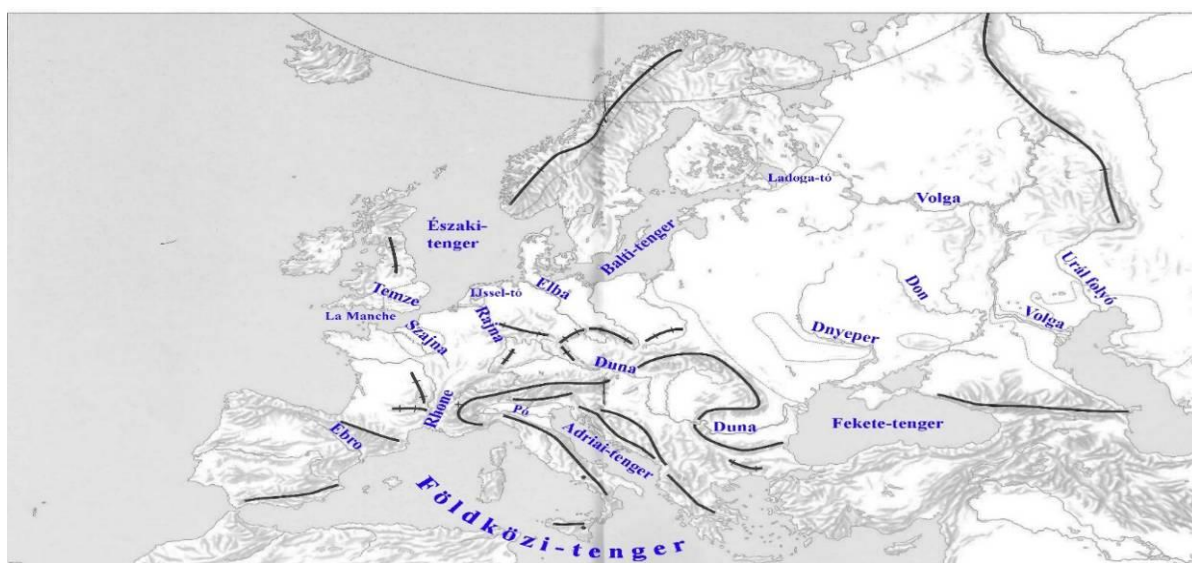 Ladoga-tó
Volga
Északi-
tenger
Balti-tenger
Urál folyó
Temze
IJssel-tó
Elba
Don
La Manche
Szajna
Rajna
Volga
Dnyeper
Duna
Rhone
Pó
Ebro
Adriai-tenger
Duna
Fekete-tenger
Földközi-tenger